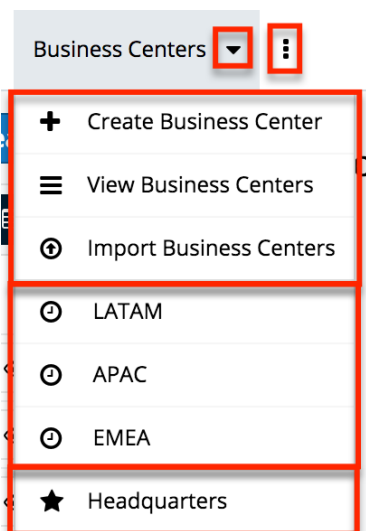 Business Centers
Create Business Center
View Business Centers
Import Business Centers
LATAM
APAC
EMEA
Headquarters